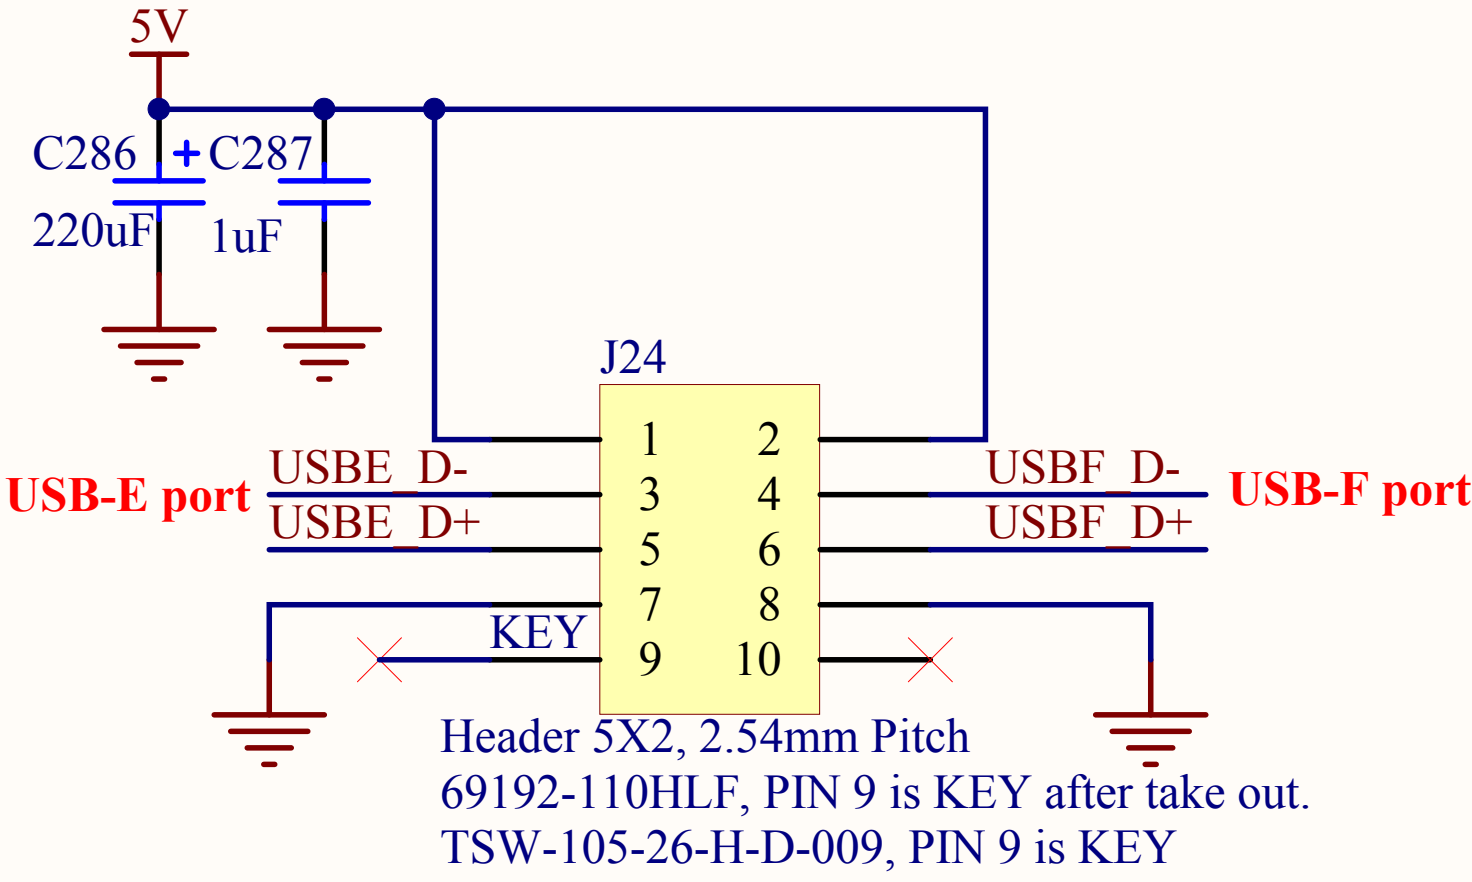 5V
C286 + C287
220uF 1uF
J24
1 2
USBE_D- USBF_D-
USB-E port 3 4 USB-F port
USBE_D+ USBF_D+
5 6
7 8
KEY
9 10
Header 5X2, 2.54mm Pitch
69192-110HLF, PIN 9 is KEY after take out.
TSW-105-26-H-D-009, PIN 9 is KEY